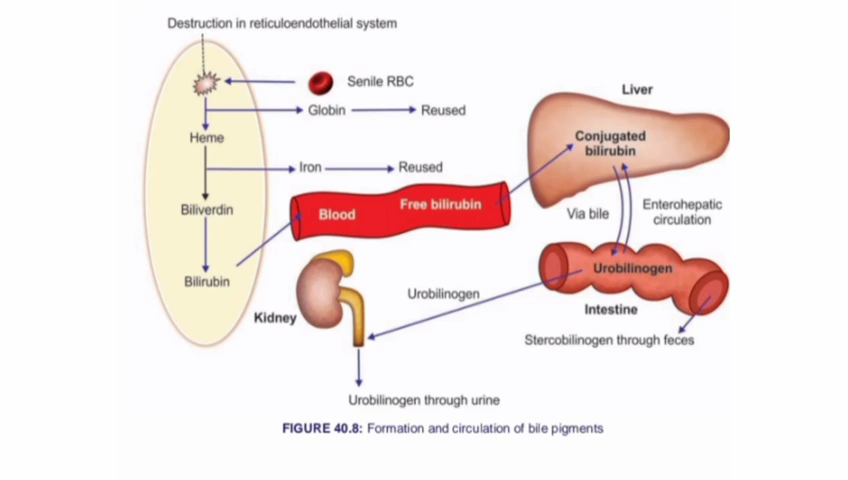 Destruction in reticuloendothelial system
Senile RBC
Globin
Reused
Heme
Iron
Reused
Biliverdin
Bilirubin
Blood
Free bilirubin
Liver
Conjugated
bilirubin
Via bile
Enterohepatic
circulation
Urobilinogen
Intestine
Stercobilinogen through feces
Urobilinogen
Kidney
Urobilinogen through urine
FIGURE 40.8: Formation and circulation of bile pigments